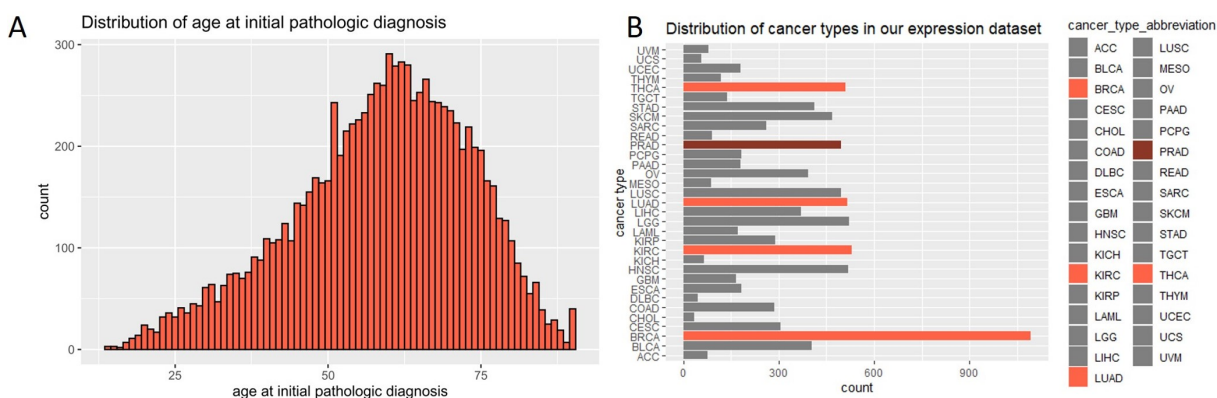 A
Distribution of age at initial pathologic diagnosis
300
200
100
0
count
25
50
75
age at initial pathologic diagnosis
B
Distribution of cancer types in our expression dataset
cancer type
UVM
UCS
UCEC
THYM
THCA
TGCT
STAD
SKCM
SARC
READ
PRAD
PCPG
PAAD
OV
MESO
LUSC
LUAD
LIHC
LGG
LAML
KIRP
KIRC
KICH
HNSC
GBM
ESCA
DLBC
COAD
CHOL
CESC
BRCA
BLCA
ACC
0
300
600
900
count
cancer_type_abbreviation
ACC
BLCA
BRCA
CESC
CHOL
COAD
DLBC
ESCA
GBM
HNSC
KICH
KIRC
KIRP
LAML
LGG
LIHC
LUAD
LUSC
MESO
OV
PAAD
PCPG
PRAD
READ
SARC
SKCM
STAD
TGCT
THCA
THYM
UCEC
UCS
UVM